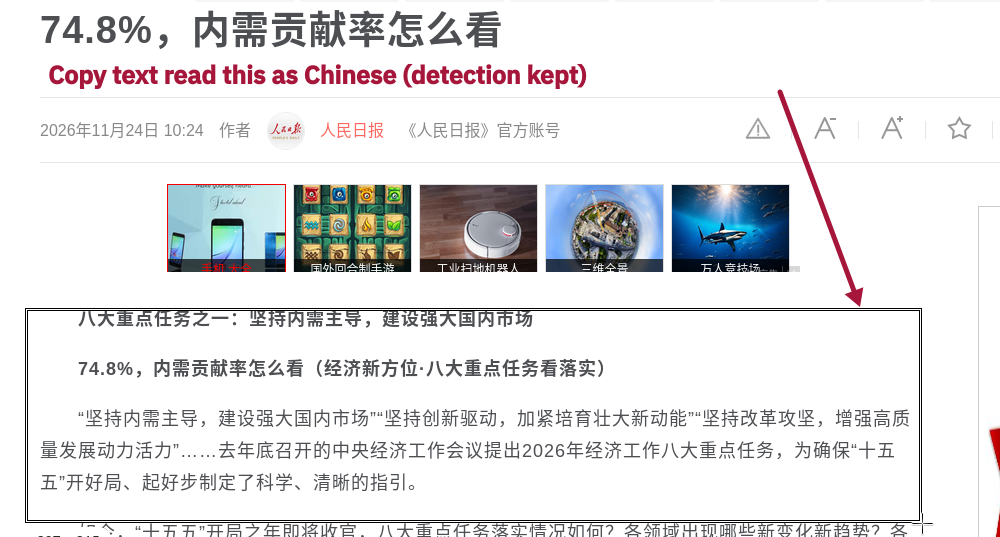 74.8%，内需贡献率怎么看
Copy text read this as Chinese (detection kept)
2026年11月24日 10:24 作者 人民日报 《人民日报》官方账号
国外回合制手游 工业扫地机器人 三维全景 万人竞技场
八大重点任务之一：坚持内需主导，建设强大国内市场
74.8%，内需贡献率怎么看（经济新方位·八大重点任务看落实）
“坚持内需主导，建设强大国内市场”“坚持创新驱动，加紧培育壮大新动能”“坚持改革攻坚，增强高质
量发展动力活力”……去年底召开的中央经济工作会议提出2026年经济工作八大重点任务，为确保“十五
五”开好局、起好步制定了科学、清晰的指引。
“十五五”开局之年即将收官，八大重点任务落实情况如何？各领域出现哪些新变化新趋势？各